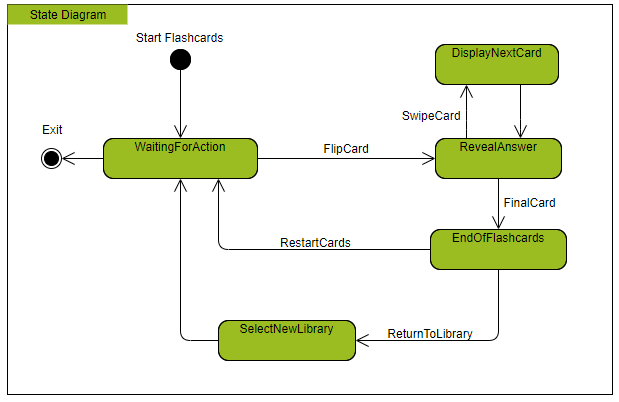 State Diagram
Start Flashcards
DisplayNextCard
SwipeCard
Exit
WaitingForAction
FlipCard
RevealAnswer
FinalCard
RestartCards
EndOfFlashcards
SelectNewLibrary
ReturnToLibrary